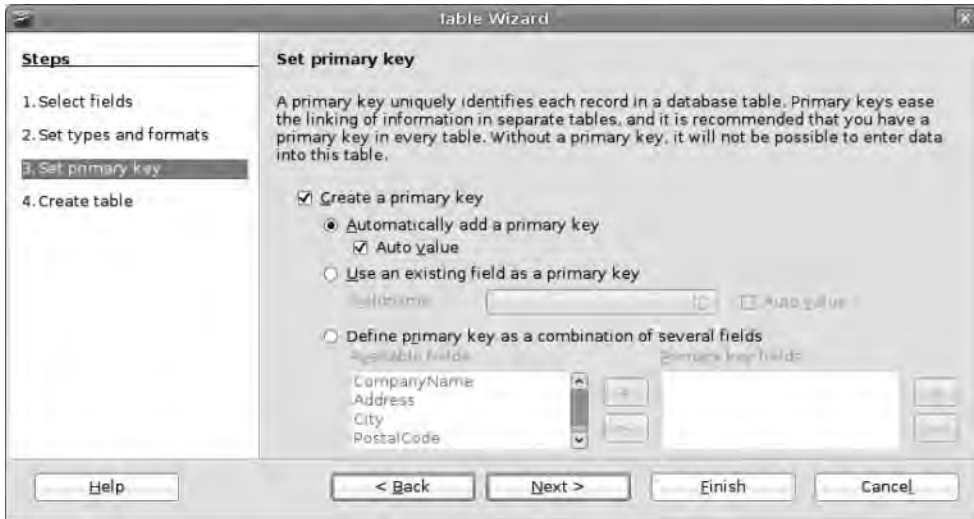 Table Wizard
Steps
1. Select fields
2. Set types and formats
3. Set primary key
4. Create table
Set primary key
A primary key uniquely identifies each record in a database table. Primary keys ease
the linking of information in separate tables, and it is recommended that you have a
primary key in every table. Without a primary key, it will not be possible to enter data
into this table.
Create a primary key
Automatically add a primary key
Auto value
Use an existing field as a primary key
Fieldname
Auto value
Define primary key as a combination of several fields
Available fields
Primary key fields
CompanyName
Address
City
PostalCode
Help
< Back
Next >
Finish
Cancel